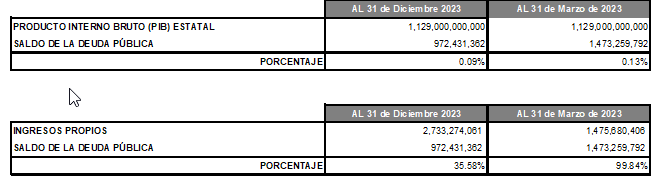 AL 31 de Diciembre 2023 AL 31 de Marzo de 2023
PRODUCTO INTERNO BRUTO (PIB) ESTATAL 1,129,000,000,000 1,129,000,000,000
SALDO DE LA DEUDA PÚBLICA 972,431,362 1,473,259,792
PORCENTAJE 0.09% 0.13%
AL 31 de Diciembre 2023 AL 31 de Marzo de 2023
INGRESOS PROPIOS 2,733,274,061 1,475,680,406
SALDO DE LA DEUDA PÚBLICA 972,431,362 1,473,259,792
PORCENTAJE 35.58% 99.84%